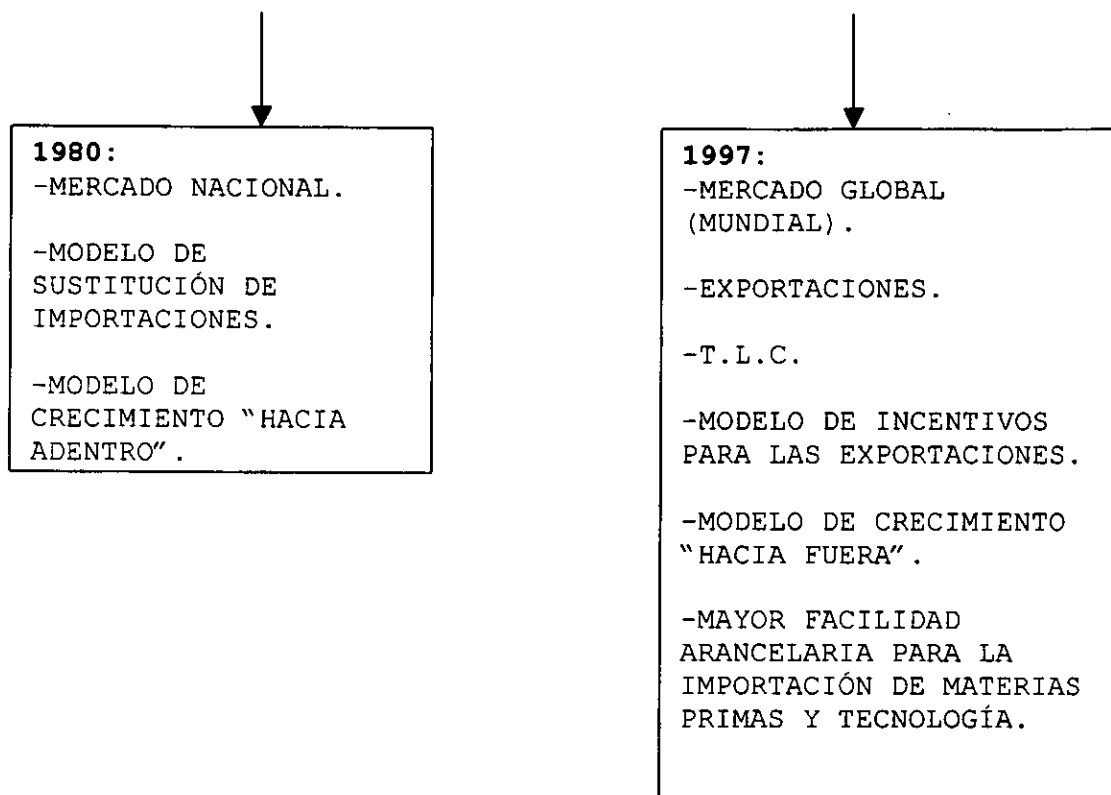 1980:
-MERCADO NACIONAL.
-MODELO DE
SUSTITUCIÓN DE
IMPORTACIONES.
-MODELO DE
CRECIMIENTO "HACIA
ADENTRO".
1997:
-MERCADO GLOBAL
(MUNDIAL).
-EXPORTACIONES.
-T.L.C.
-MODELO DE INCENTIVOS
PARA LAS EXPORTACIONES.
-MODELO DE CRECIMIENTO
"HACIA FUERA".
-MAYOR FACILIDAD
ARANCELARIA PARA LA
IMPORTACIÓN DE MATERIAS
PRIMAS Y TECNOLOGÍA.